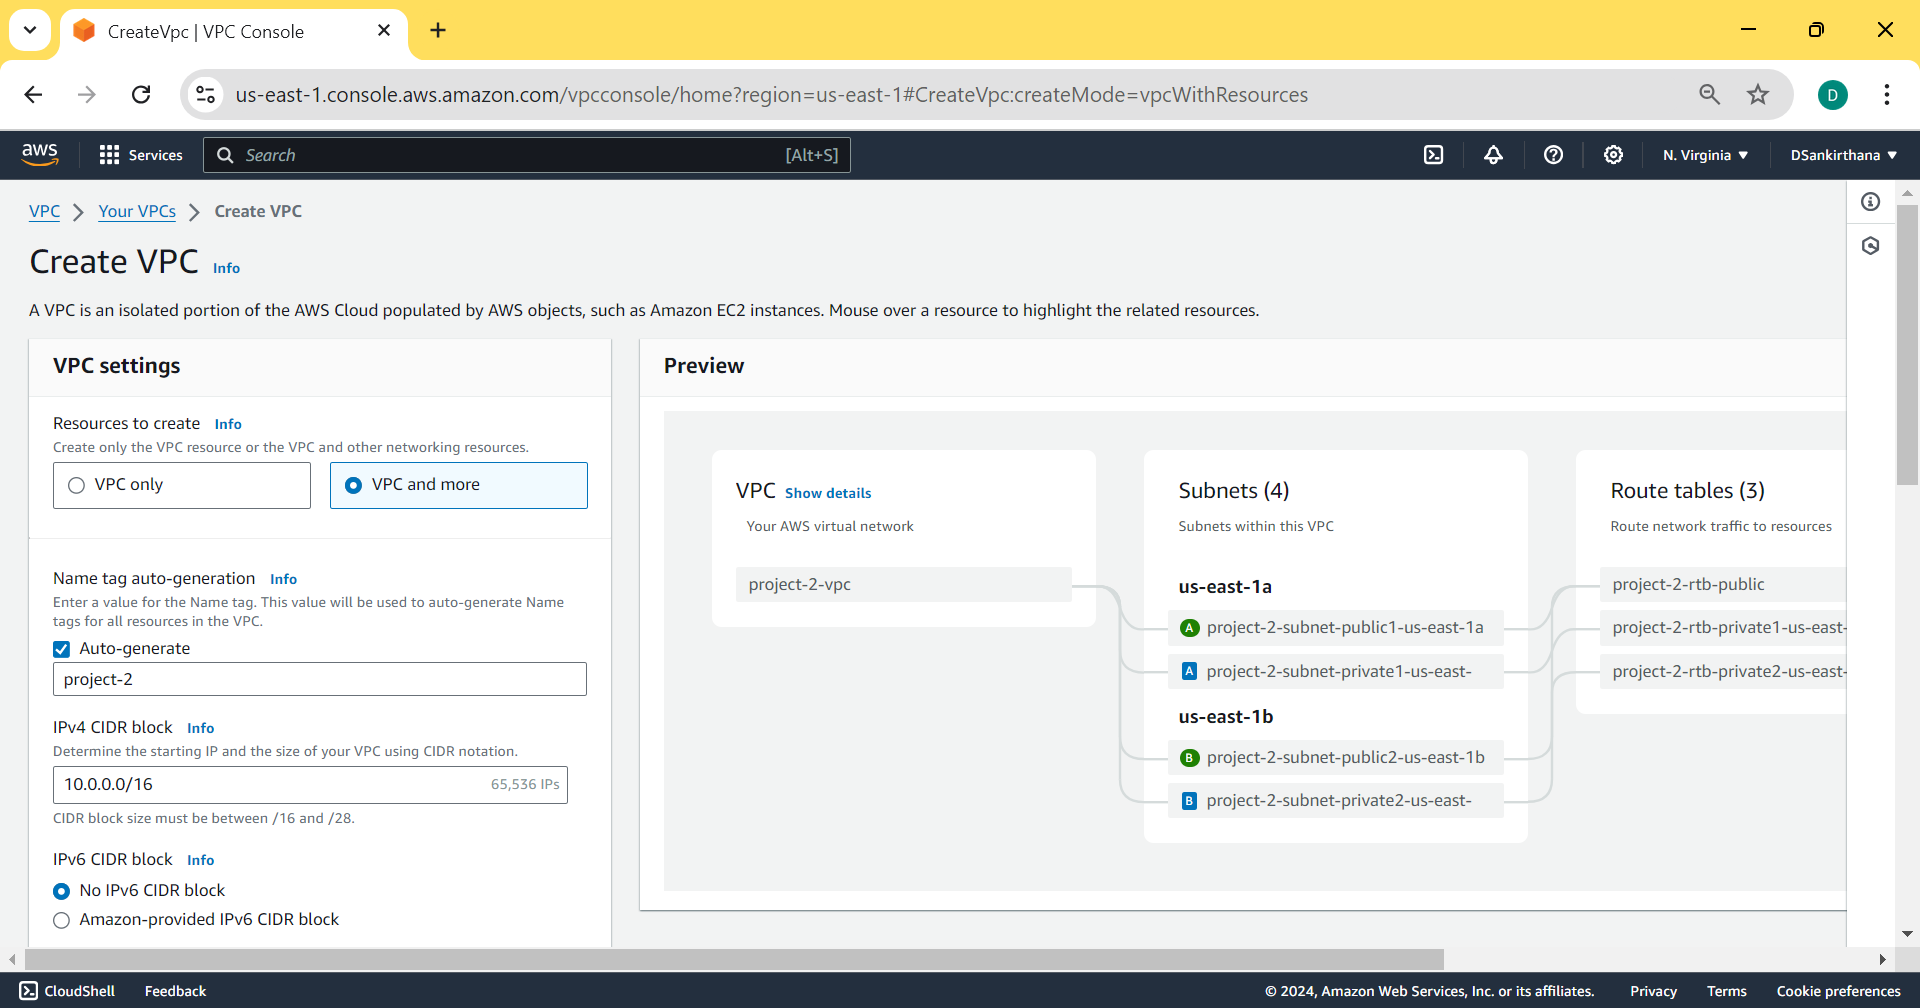 CreateVpc | VPC Console
us-east-1.console.aws.amazon.com/vpcconsole/home?region=us-east-1#CreateVpc:createMode=vpcWithResources
D
aws
Services
Search
[Alt+S]
N. Virginia
DSankirthana
VPC
Your VPCs
Create VPC
Create VPC Info
A VPC is an isolated portion of the AWS Cloud populated by AWS objects, such as Amazon EC2 instances. Mouse over a resource to highlight the related resources.
VPC settings
Resources to create Info
Create only the VPC resource or the VPC and other networking resources.
VPC only
VPC and more
Name tag auto-generation Info
Enter a value for the Name tag. This value will be used to auto-generate Name
tags for all resources in the VPC.
Auto-generate
project-2
IPv4 CIDR block Info
Determine the starting IP and the size of your VPC using CIDR notation.
10.0.0.0/16
65,536 IPs
CIDR block size must be between /16 and /28.
IPv6 CIDR block Info
No IPv6 CIDR block
Amazon-provided IPv6 CIDR block
Preview
VPC Show details
Your AWS virtual network
project-2-vpc
Subnets (4)
Subnets within this VPC
us-east-1a
A project-2-subnet-public1-us-east-1a
A project-2-subnet-private1-us-east-
us-east-1b
B project-2-subnet-public2-us-east-1b
B project-2-subnet-private2-us-east-
Route tables (3)
Route network traffic to resources
project-2-rtb-public
project-2-rtb-private1-us-east-
project-2-rtb-private2-us-east-
CloudShell
Feedback
© 2024, Amazon Web Services, Inc. or its affiliates.
Privacy
Terms
Cookie preferences